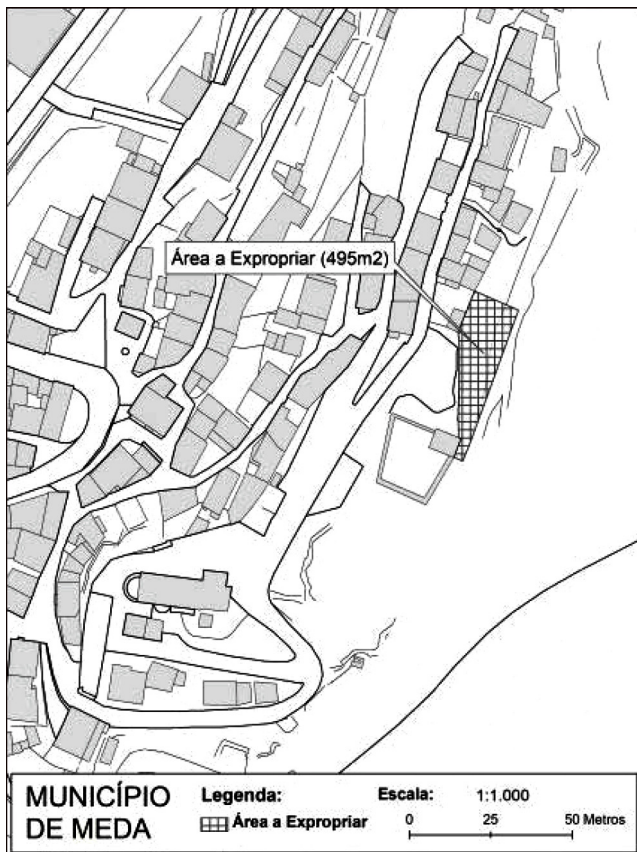 Área a Expropriar (495m2)
MUNICÍPIO
DE MEDA
Legenda:
Área a Expropriar
Escala: 1:1.000
0 25 50 Metros